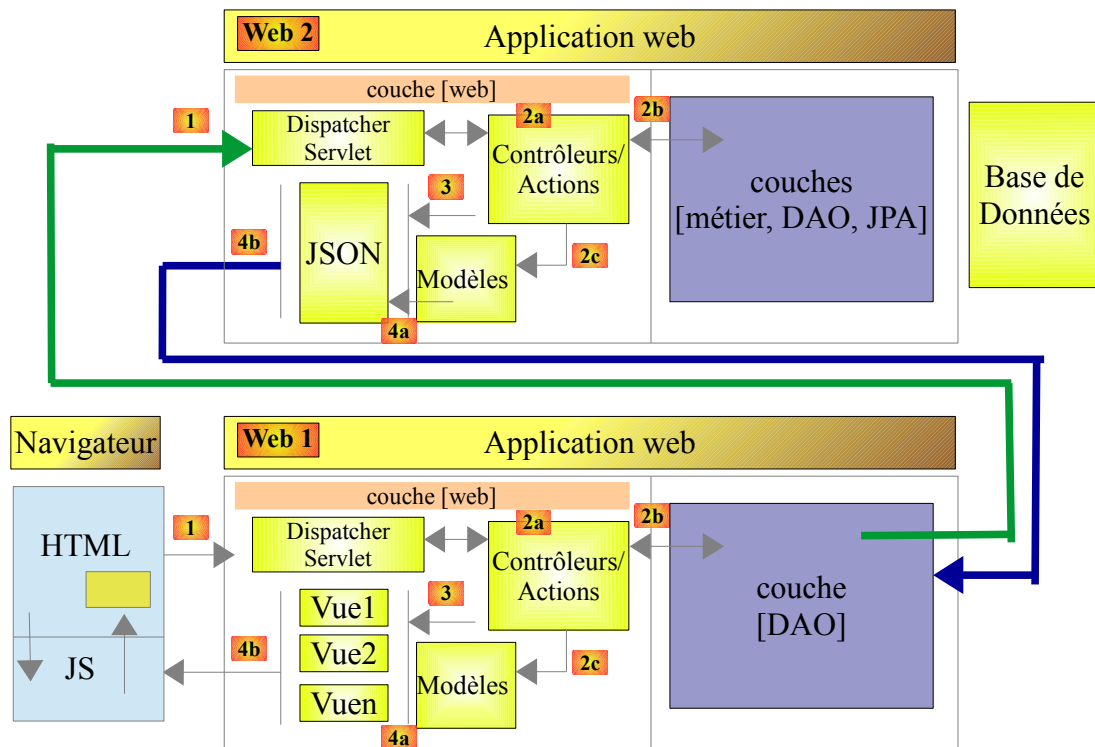 Web 2
Application web
couche [web]
1
Dispatcher
Servlet
2a
Contrôleurs/
Actions
2b
couches
[métier, DAO, JPA]
Base de
Données
3
4b
JSON
Modèles
2c
4a
Navigateur
Web 1
Application web
couche [web]
HTML
JS
1
Dispatcher
Servlet
2a
Contrôleurs/
Actions
2b
couche
[DAO]
3
4b
Vue1
Vue2
Vuen
Modèles
2c
4a